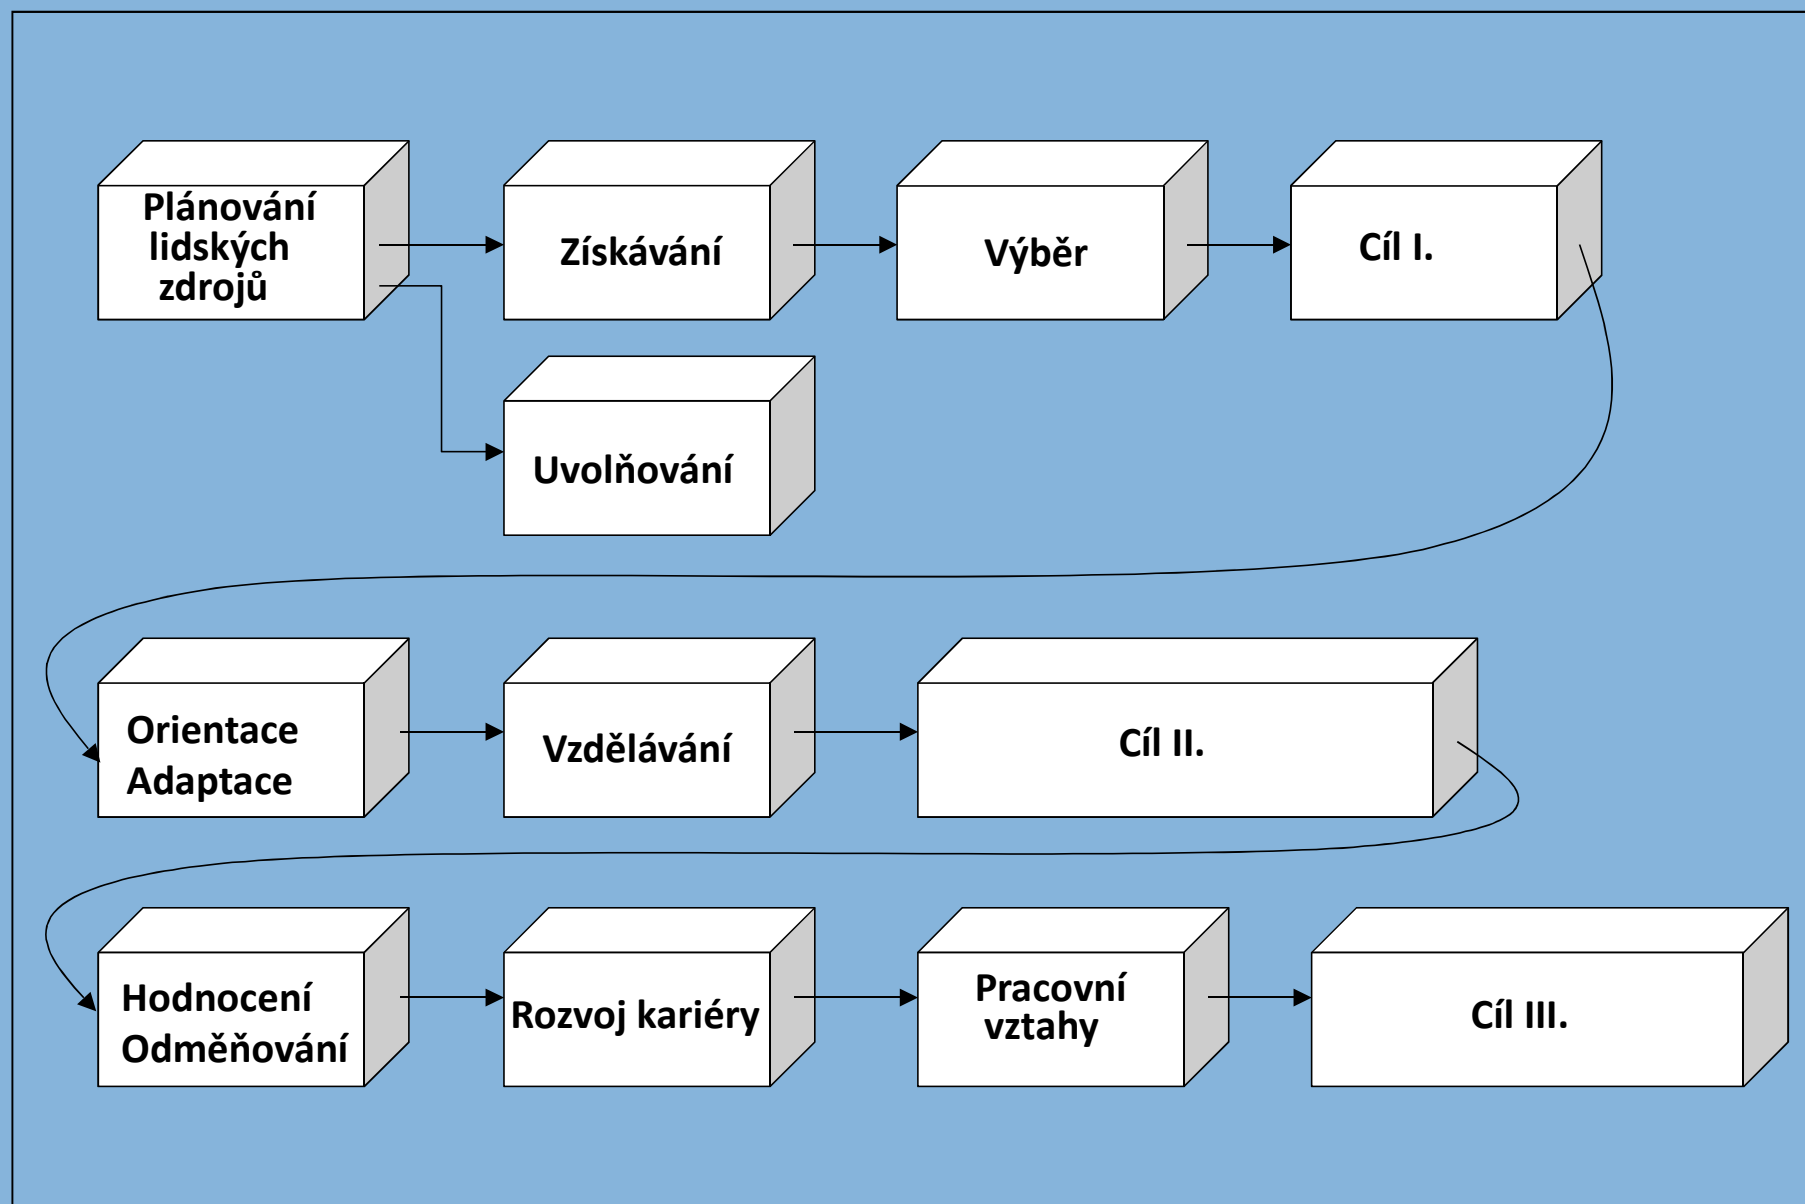 Plánování
lidských
zdrojů
Získávání
Výběr
Cíl I.
Uvolňování
Orientace
Adaptace
Vzdělávání
Cíl II.
Hodnocení
Odměňování
Rozvoj kariéry
Pracovní
vztahy
Cíl III.